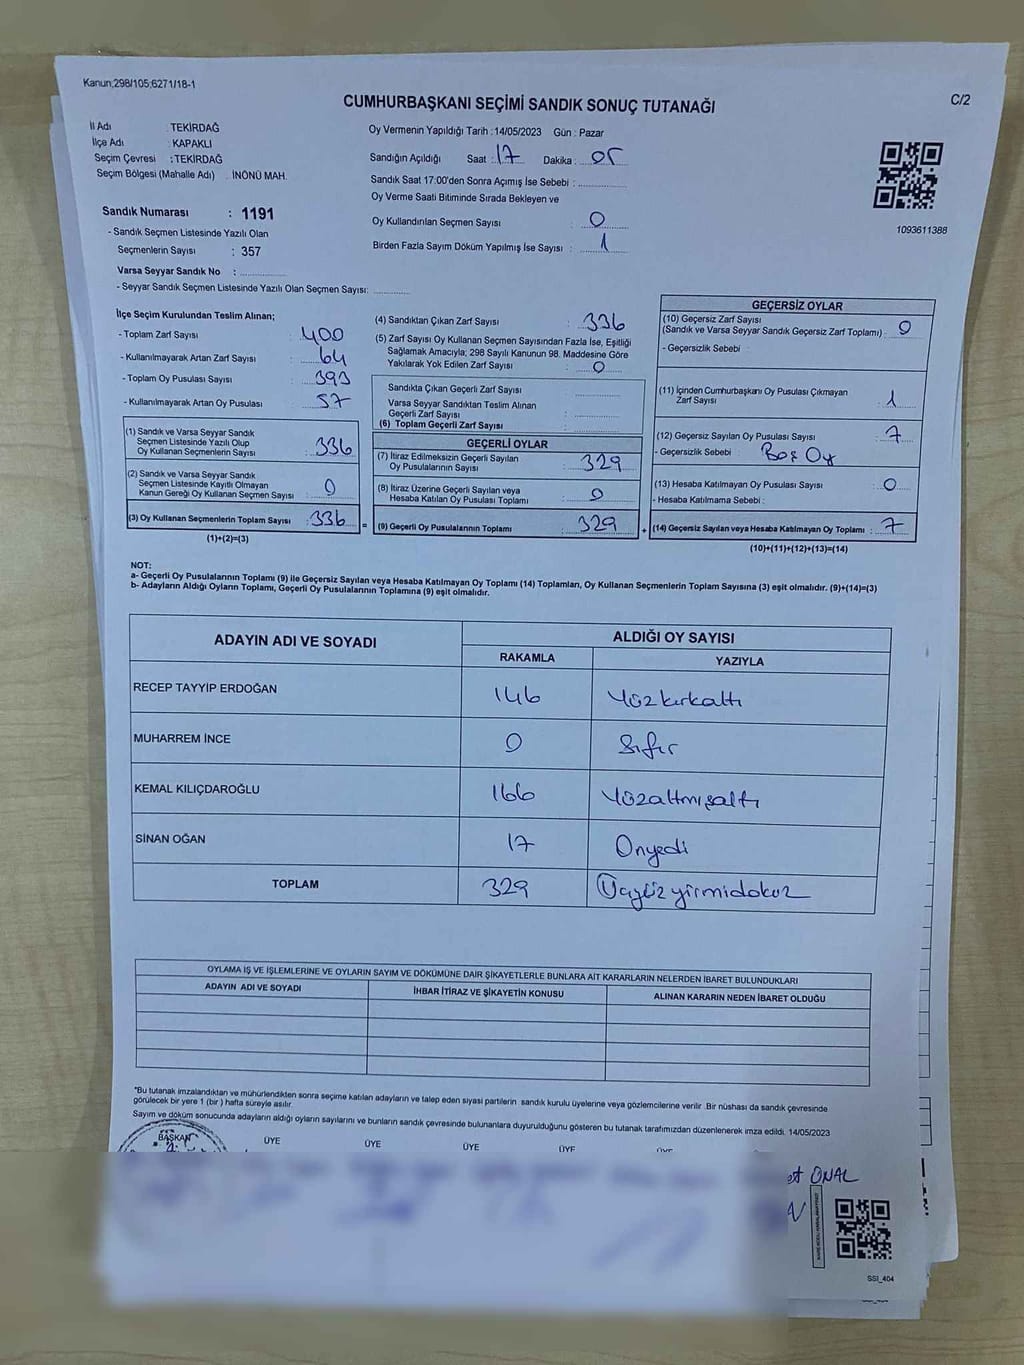 Kanun;298/105;6271/18-1
C/2
CUMHURBAŞKANI SEÇİMİ SANDIK SONUÇ TUTANAĞI
İl Adı : TEKİRDAĞ
İlçe Adı : KAPAKLI
Seçim Çevresi : TEKİRDAĞ
Seçim Bölgesi (Mahalle Adı) : İNÖNÜ MAH.
Sandık Numarası : 1191
- Sandık Seçmen Listesinde Yazılı Olan
Seçmenlerin Sayısı : 357
Varsa Seyyar Sandık No :
- Seyyar Sandık Seçmen Listesinde Yazılı Olan Seçmen Sayısı:
Oy Vermenin Yapıldığı Tarih : 14/05/2023 Gün : Pazar
Sandığın Açıldığı Saat : 17 Dakika : 05
Sandık Saat 17:00'den Sonra Açımış İse Sebebi :
Oy Verme Saati Bitiminde Sırada Bekleyen ve
Oy Kullandırılan Seçmen Sayısı : 0
Birden Fazla Sayım Döküm Yapılmış İse Sayısı : 1
1093611388
İlçe Seçim Kurulundan Teslim Alınan;
- Toplam Zarf Sayısı : 400
- Kullanılmayarak Artan Zarf Sayısı : 64
- Toplam Oy Pusulası Sayısı : 393
- Kullanılmayarak Artan Oy Pusulası : 57
(1) Sandık ve Varsa Seyyar Sandık
Seçmen Listesinde Yazılı Olup
Oy Kullanan Seçmenlerin Sayısı : 336
(2) Sandık ve Varsa Seyyar Sandık
Seçmen Listesinde Kayıtlı Olmayan
Kanun Gereği Oy Kullanan Seçmen Sayısı : 0
(3) Oy Kullanan Seçmenlerin Toplam Sayısı : 336 =
(1)+(2)=(3)
(4) Sandıktan Çıkan Zarf Sayısı : 336
(5) Zarf Sayısı Oy Kullanan Seçmen Sayısından Fazla İse, Eşitliği
Sağlamak Amacıyla, 298 Sayılı Kanunun 98. Maddesine Göre
Yakılarak Yok Edilen Zarf Sayısı : 0
Sandıkta Çıkan Geçerli Zarf Sayısı :
Varsa Seyyar Sandıktan Teslim Alınan
Geçerli Zarf Sayısı :
(6) Toplam Geçerli Zarf Sayısı :
GEÇERLİ OYLAR
(7) İtiraz Edilmeksizin Geçerli Sayılan
Oy Pusulalarının Sayısı : 329
(8) İtiraz Üzerine Geçerli Sayılan veya
Hesaba Katılan Oy Pusulası Toplamı : 0
(9) Geçerli Oy Pusulalarının Toplamı : 329 +
GEÇERSİZ OYLAR
(10) Geçersiz Zarf Sayısı
(Sandık ve Varsa Seyyar Sandık Geçersiz Zarf Toplamı) : 0
- Geçersizlik Sebebi :
(11) İçinden Cumhurbaşkanı Oy Pusulası Çıkmayan
Zarf Sayısı : 1
(12) Geçersiz Sayılan Oy Pusulası Sayısı : 7
- Geçersizlik Sebebi : Boş Oy
(13) Hesaba Katılmayan Oy Pusulası Sayısı : 0
- Hesaba Katılmama Sebebi :
(14) Geçersiz Sayılan veya Hesaba Katılmayan Oy Toplamı : 7
(10)+(11)+(12)+(13)=(14)
NOT:
a- Geçerli Oy Pusulalarının Toplamı (9) ile Geçersiz Sayılan veya Hesaba Katılmayan Oy Toplamı (14) Toplamları, Oy Kullanan Seçmenlerin Toplam Sayısına (3) eşit olmalıdır. (9)+(14)=(3)
b- Adayların Aldığı Oyların Toplamı, Geçerli Oy Pusulalarının Toplamına (9) eşit olmalıdır.
ADAYIN ADI VE SOYADI
ALDIĞI OY SAYISI
RAKAMLA YAZIYLA
RECEP TAYYİP ERDOĞAN 146 Yüzkırkaltı
MUHARREM İNCE 0 Sıfır
KEMAL KILIÇDAROĞLU 166 Yüzaltmışaltı
SİNAN OĞAN 17 Onyedi
TOPLAM 329 Üçyüzyirmidokuz
OYLAMA İŞ VE İŞLEMLERİNE VE OYLARIN SAYIM VE DÖKÜMÜNE DAİR ŞİKAYETLERLE BUNLARA AİT KARARLARIN NELERDEN İBARET BULUNDUKLARI
ADAYIN ADI VE SOYADI İHBAR İTİRAZ VE ŞİKAYETİN KONUSU ALINAN KARARIN NEDEN İBARET OLDUĞU
*Bu tutanak imzalandıktan ve mühürlendikten sonra seçime katılan adayların ve talep eden siyasi partilerin sandık kurulu üyelerine veya gözlemcilerine verilir. Bir nüshası da sandık çevresinde
görülecek bir yere 1 (bir ) hafta süreyle asılır.
Sayım ve döküm sonucunda adayların aldığı oyların sayılarını ve bunların sandık çevresinde bulunanlara duyurulduğunu gösteren bu tutanak tarafımızdan düzenlenerek imza edildi. 14/05/2023
BAŞKAN ÜYE ÜYE ÜYE ÜYE
ÖNAL
SSI_404